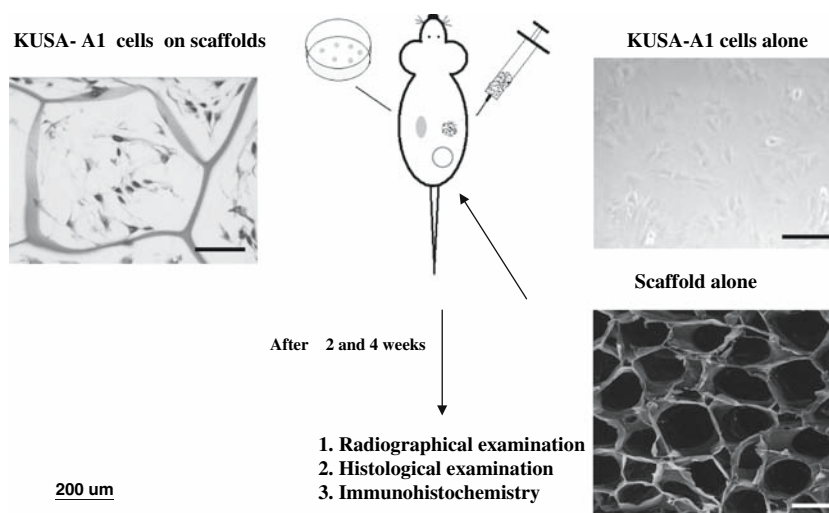 KUSA- A1 cells on scaffolds
KUSA-A1 cells alone
Scaffold alone
After 2 and 4 weeks
1. Radiographical examination
2. Histological examination
3. Immunohistochemistry
200 um